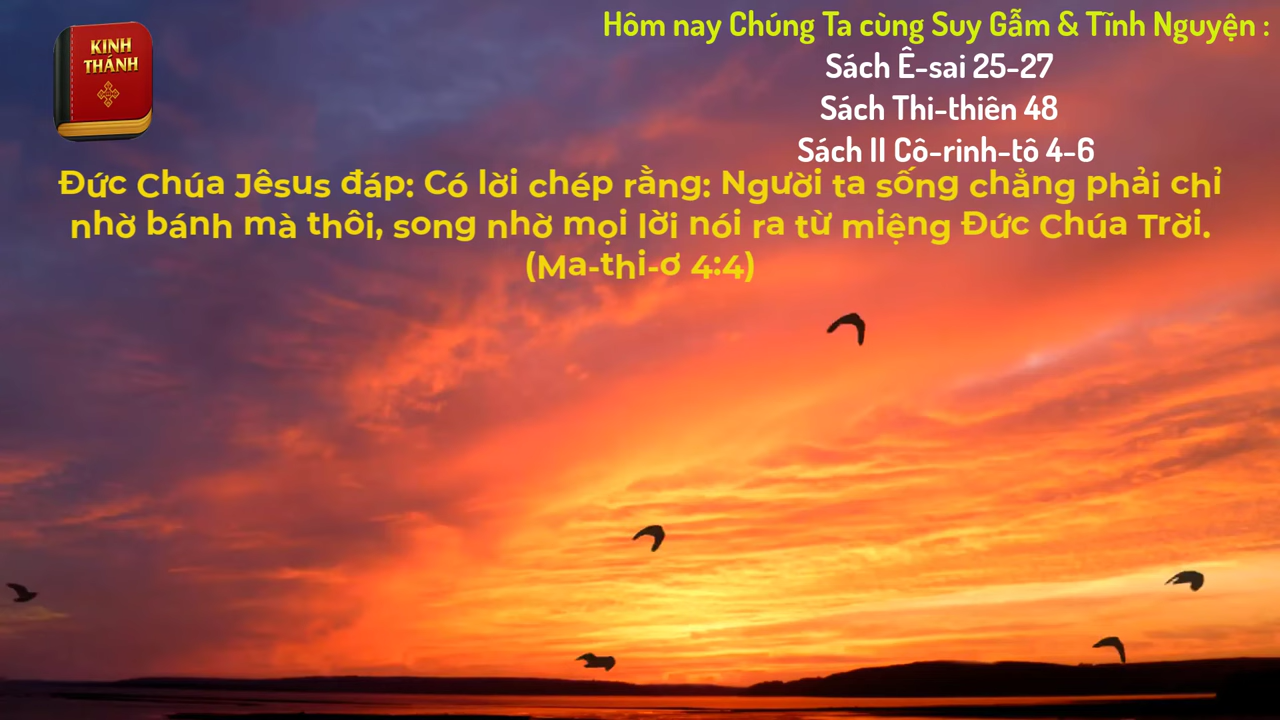 KINH
THÁNH
Hôm nay Chúng Ta cùng Suy Gẫm & Tĩnh Nguyện :
Sách Ê-sai 25-27
Sách Thi-thiên 48
Sách II Cô-rinh-tô 4-6
Đức Chúa Jêsus đáp: Có lời chép rằng: Người ta sống chẳng phải chỉ
nhờ bánh mà thôi, song nhờ mọi lời nói ra từ miệng Đức Chúa Trời.
(Ma-thi-ơ 4:4)